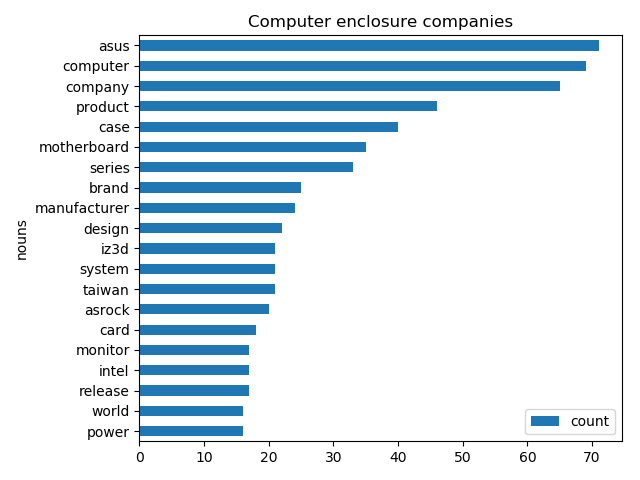 Computer enclosure companies
asus
computer
company
product
case
motherboard
series
brand
manufacturer
design
iz3d
system
taiwan
asrock
card
monitor
intel
release
world
power
nouns
count
0 10 20 30 40 50 60 70